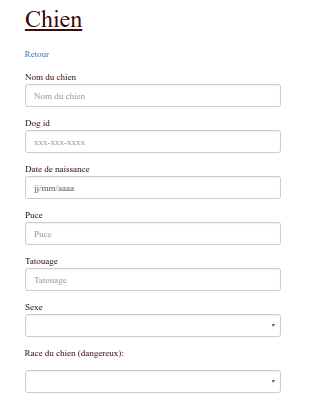 Chien
Retour
Nom du chien
Nom du chien
Dog id
xxx-xxx-xxxx
Date de naissance
jj/mm/aaaa
Puce
Puce
Tatouage
Tatouage
Sexe
Race du chien (dangereux):